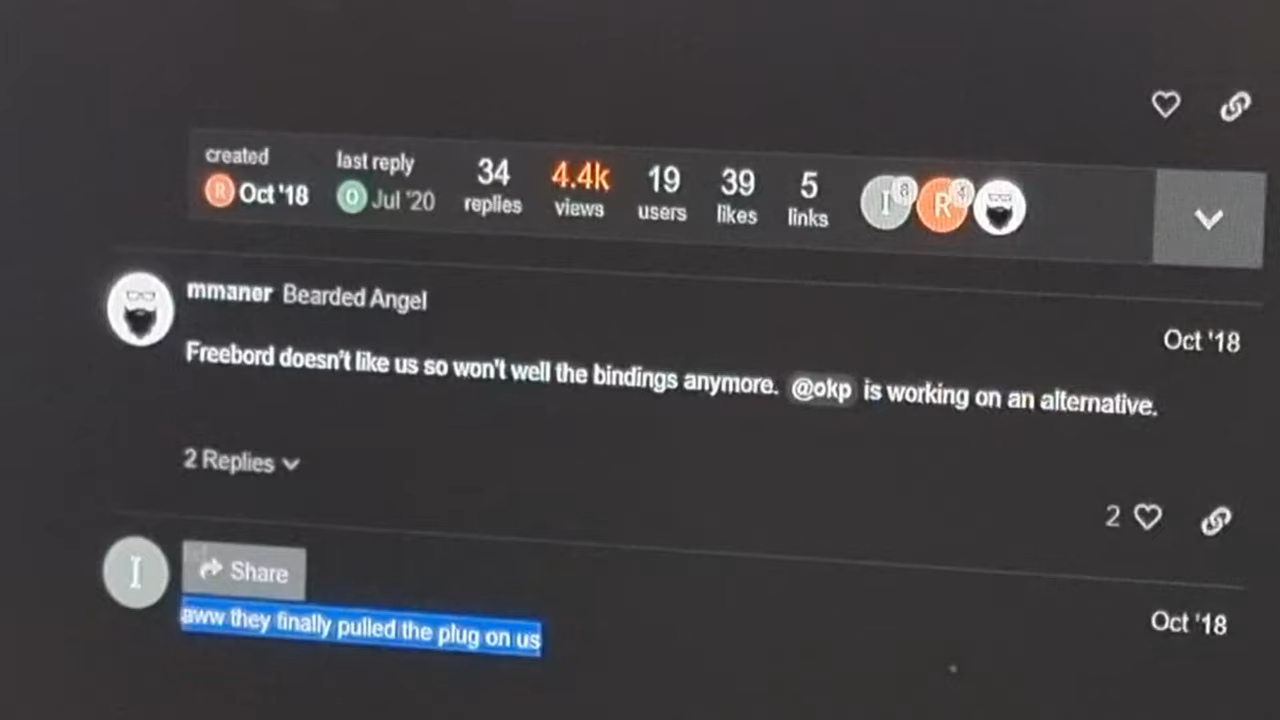 created last reply 34 4.4k 19 39 5
R Oct '18 O Jul '20 replies views users likes links I 8 R 4
mmaner Bearded Angel
Oct '18
Freebord doesn't like us so won't well the bindings anymore. @okp is working on an alternative.
2 Replies
2
I Share
Oct '18
aww they finally pulled the plug on us